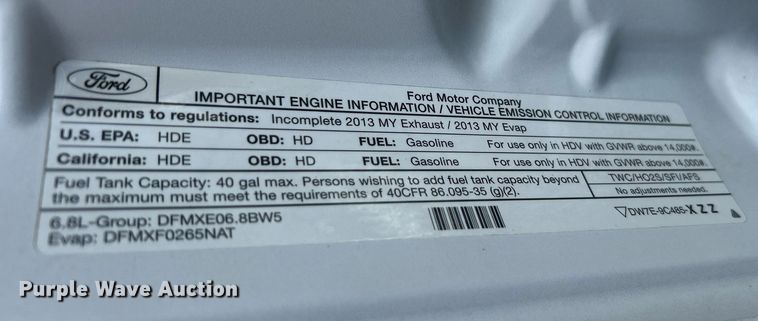 Ford
Ford Motor Company
IMPORTANT ENGINE INFORMATION / VEHICLE EMISSION CONTROL INFORMATION
Conforms to regulations: Incomplete 2013 MY Exhaust / 2013 MY Evap
U.S. EPA: HDE OBD: HD FUEL: Gasoline For use only in HDV with GVWR above 14,000#.
California: HDE OBD: HD FUEL: Gasoline For use only in HDV with GVWR above 14,000#.
Fuel Tank Capacity: 40 gal max. Persons wishing to add fuel tank capacity beyond
the maximum must meet the requirements of 40CFR 86.095-35 (g)(2).
TWC/HO2S/SFI/AFS
No adjustments needed.
6.8L-Group: DFMXE06.8BW5
Evap: DFMXF0265NAT
DW7E-9C485-XZZ
Purple Wave Auction